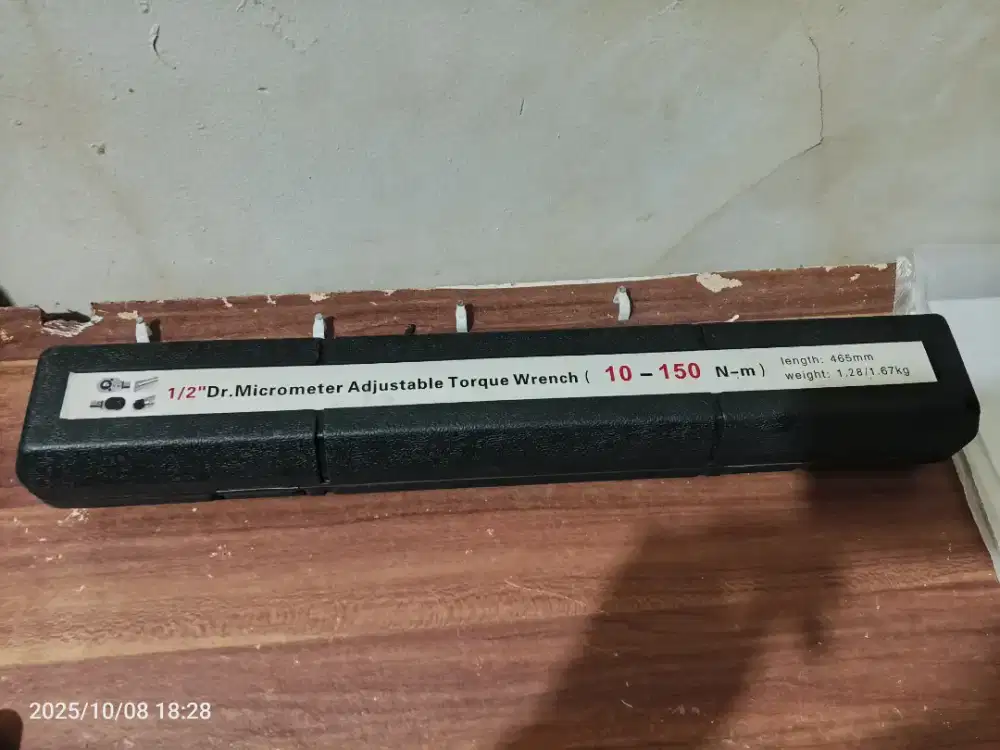 1/2"Dr.Micrometer Adjustable Torque Wrench ( 10 – 150 N-m )
length: 465mm
weight: 1.28/1.67kg
2025/10/08 18:28